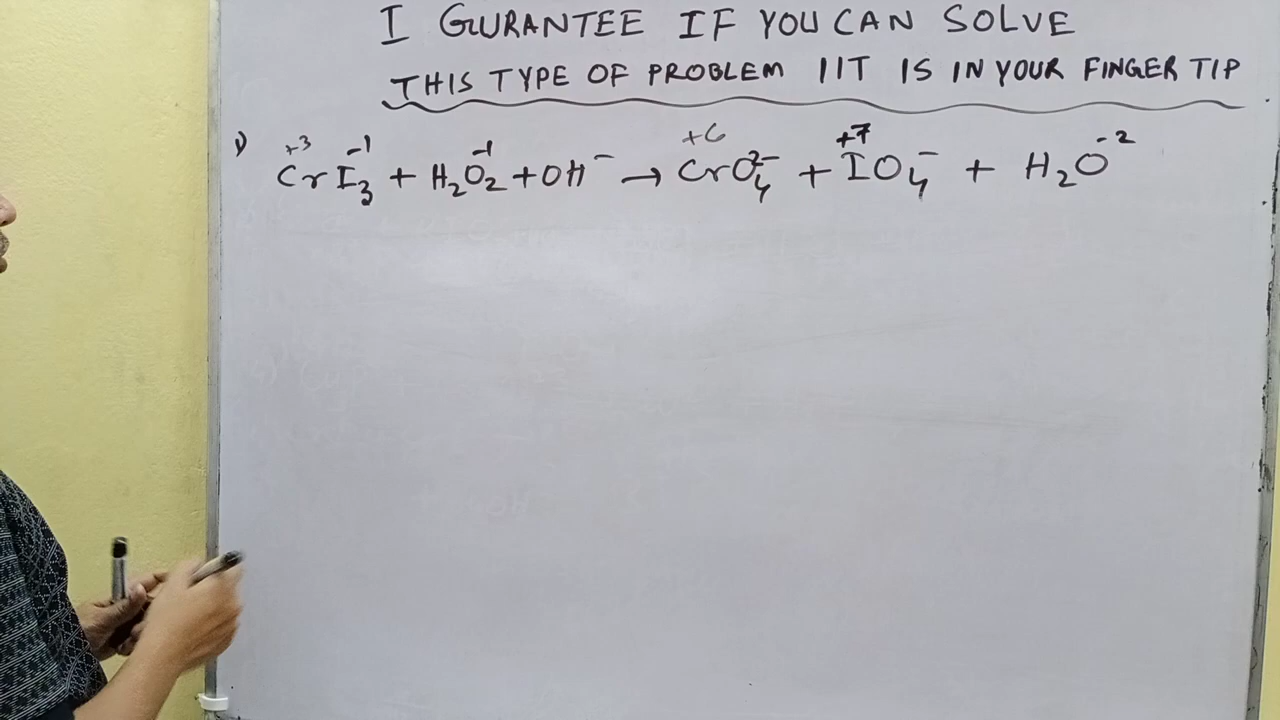 I GURANTEE IF YOU CAN SOLVE
THIS TYPE OF PROBLEM IIT IS IN YOUR FINGER TIP
+3 -1 -1 +6 +7 -2
1) CrI₃ + H₂O₂ + OH⁻ → CrO₄²⁻ + IO₄⁻ + H₂O